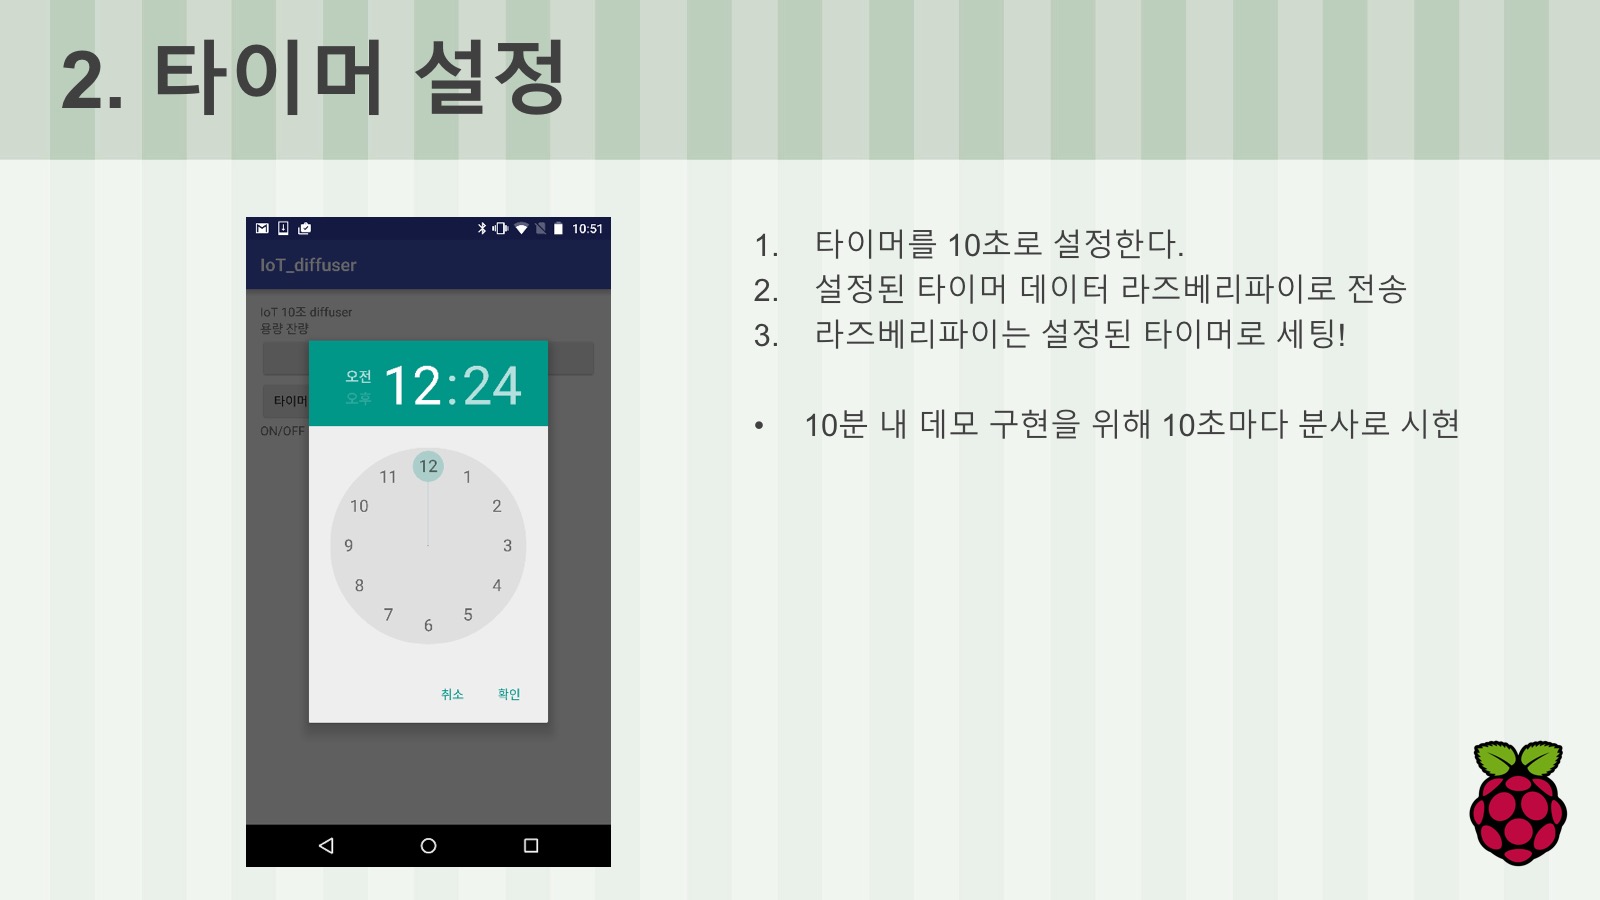 2. 타이머 설정
10:51
IoT_diffuser
IoT 10조 diffuser
용량 잔량
타이머
ON/OFF
오전
오후
12:24
12
11
1
10
2
9
3
8
4
7
5
6
취소 확인
1. 타이머를 10초로 설정한다.
2. 설정된 타이머 데이터 라즈베리파이로 전송
3. 라즈베리파이는 설정된 타이머로 세팅!
• 10분 내 데모 구현을 위해 10초마다 분사로 시현